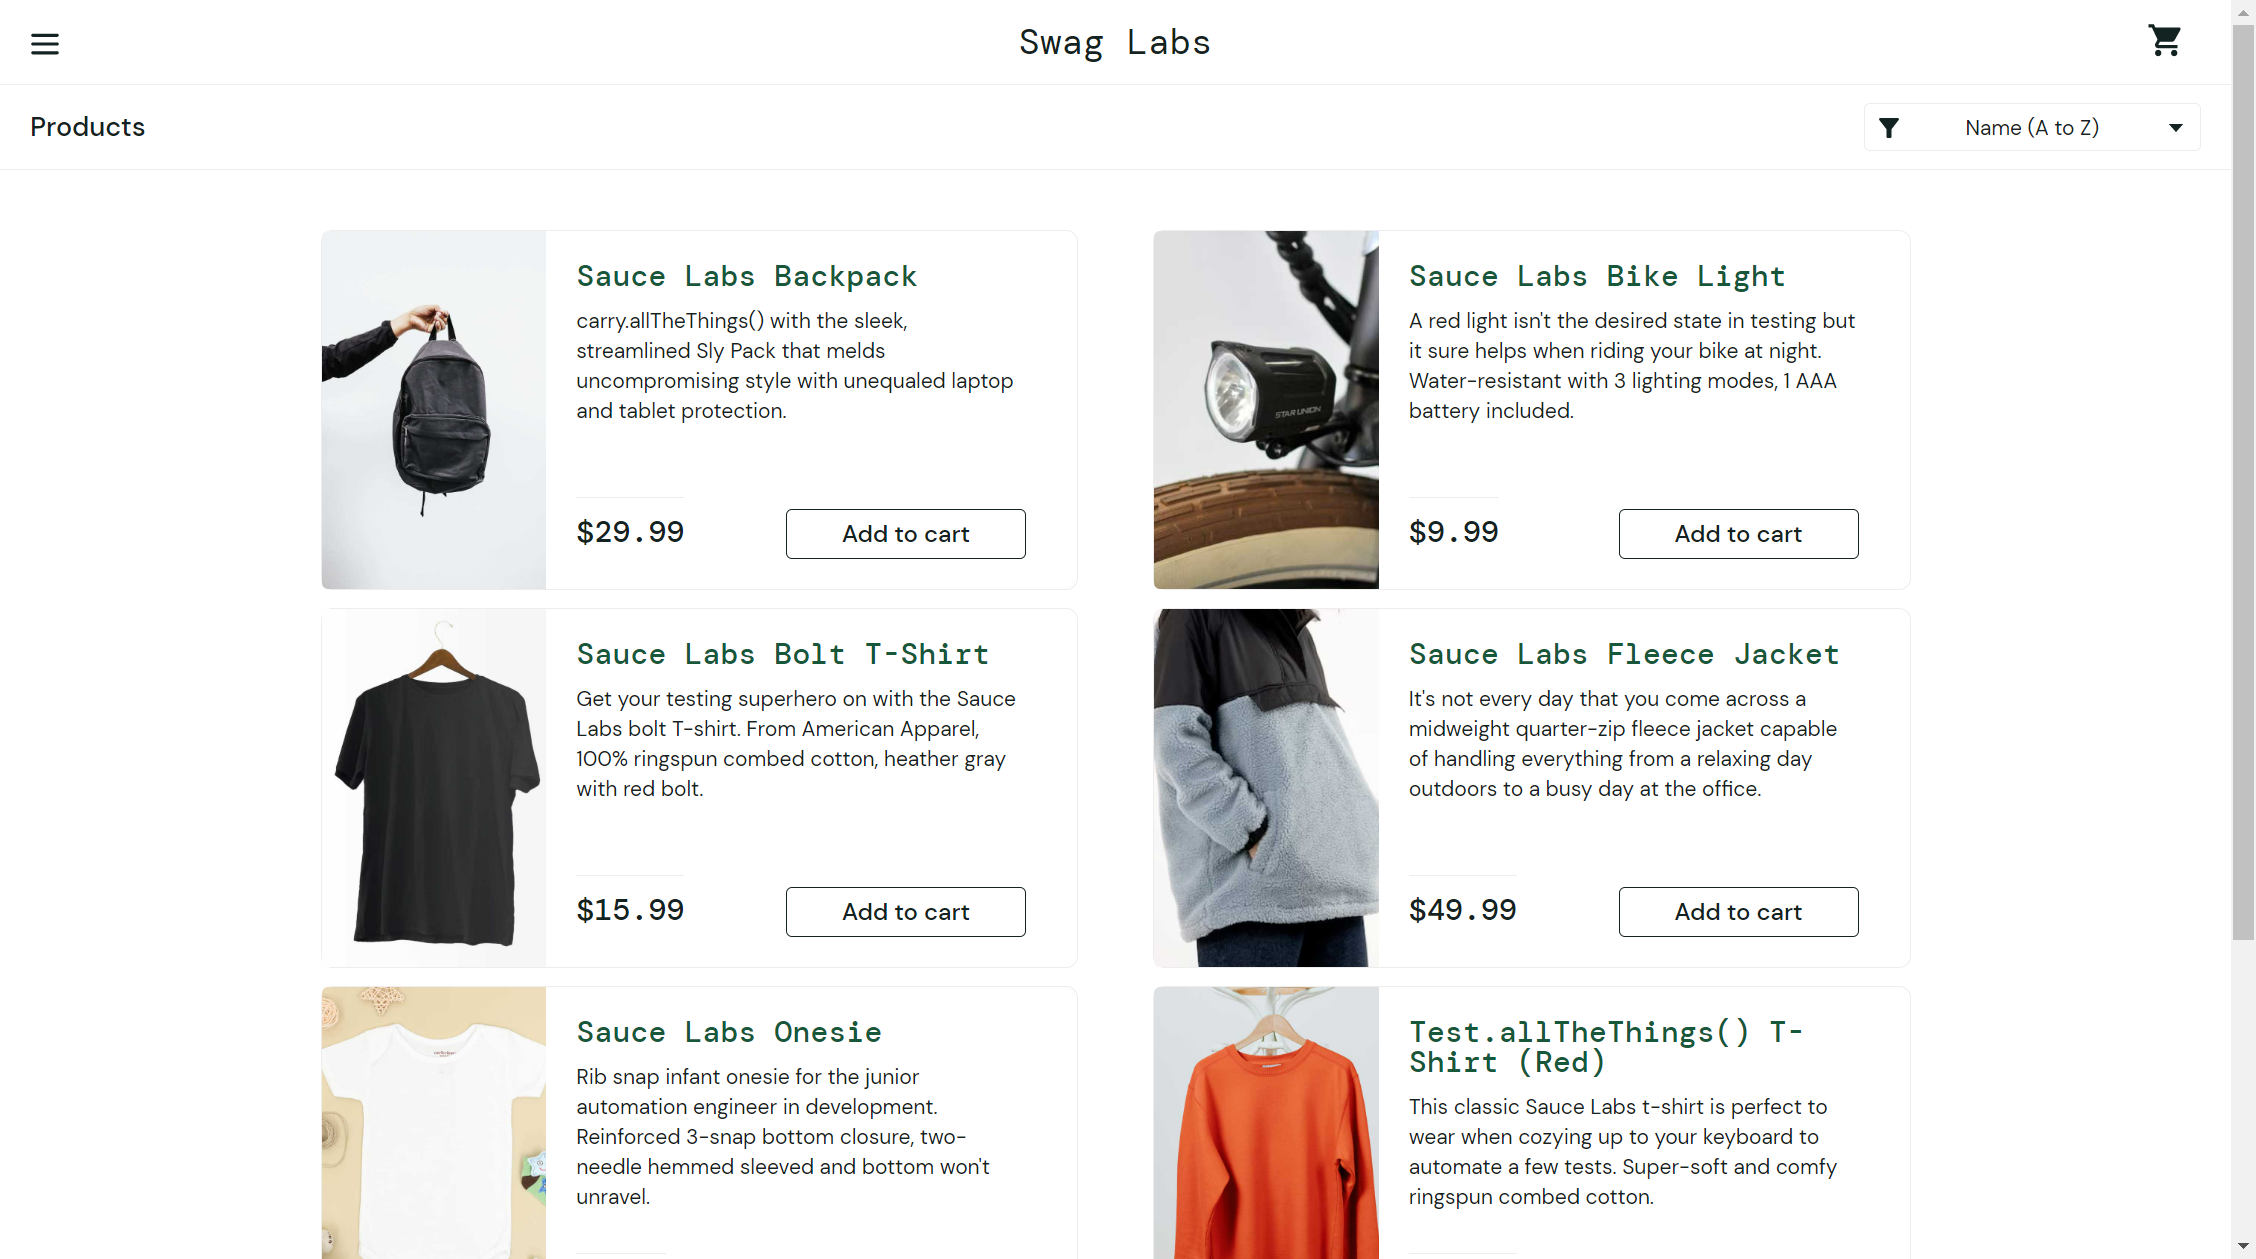 Swag Labs
Products
Name (A to Z)
Sauce Labs Backpack
carry.allTheThings() with the sleek,
streamlined Sly Pack that melds
uncompromising style with unequaled laptop
and tablet protection.
$29.99
Add to cart
STAR UNION
Sauce Labs Bike Light
A red light isn't the desired state in testing but
it sure helps when riding your bike at night.
Water-resistant with 3 lighting modes, 1 AAA
battery included.
$9.99
Add to cart
Sauce Labs Bolt T-Shirt
Get your testing superhero on with the Sauce
Labs bolt T-shirt. From American Apparel,
100% ringspun combed cotton, heather gray
with red bolt.
$15.99
Add to cart
Sauce Labs Fleece Jacket
It's not every day that you come across a
midweight quarter-zip fleece jacket capable
of handling everything from a relaxing day
outdoors to a busy day at the office.
$49.99
Add to cart
Sauce Labs Onesie
Rib snap infant onesie for the junior
automation engineer in development.
Reinforced 3-snap bottom closure, two-
needle hemmed sleeved and bottom won't
unravel.
Test.allTheThings() T-
Shirt (Red)
This classic Sauce Labs t-shirt is perfect to
wear when cozying up to your keyboard to
automate a few tests. Super-soft and comfy
ringspun combed cotton.